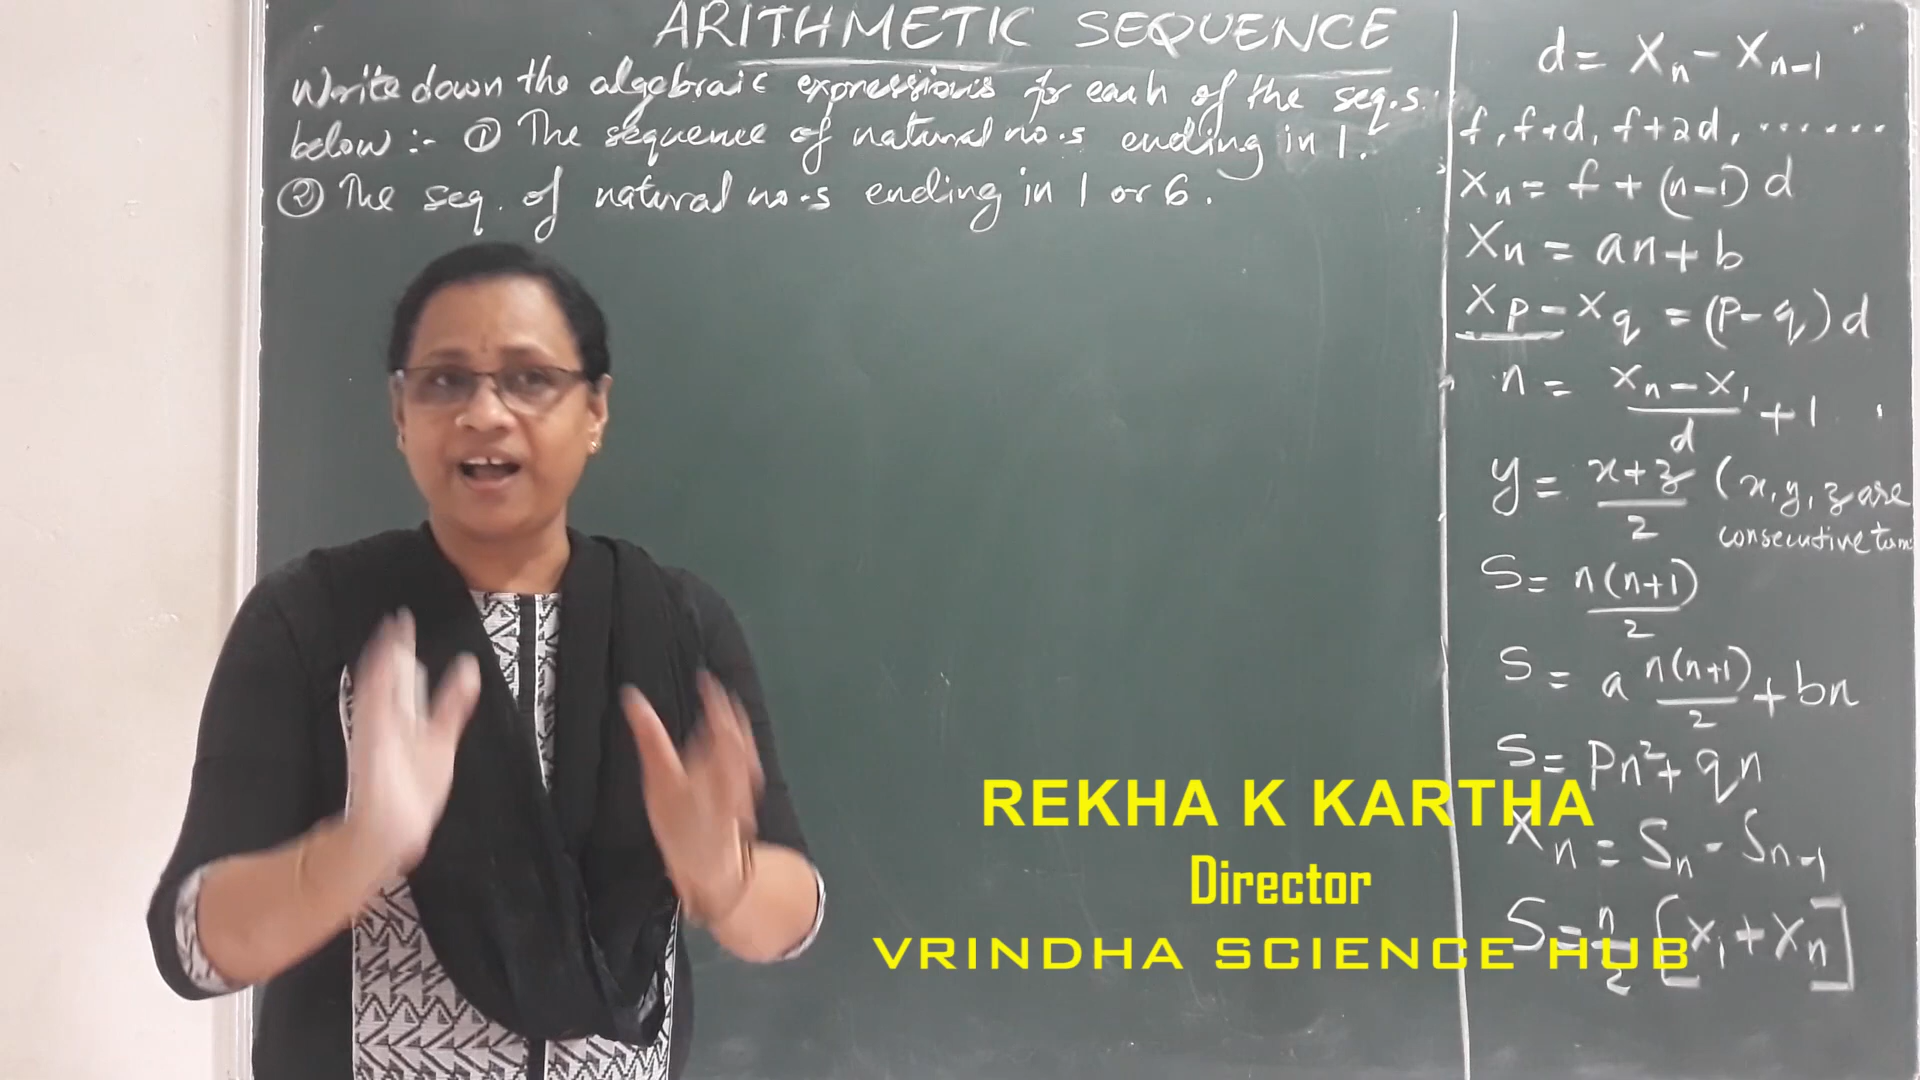 ARITHMETIC SEQUENCE
Write down the algebraic expressions for each of the seq.s
below :- ① The sequence of natural no.s ending in 1.
② The seq. of natural no.s ending in 1 or 6.
d = Xn - Xn-1
f, f+d, f+2d, ......
Xn = f + (n-1) d
Xn = an + b
Xp - Xq = (p - q) d
n = (Xn - X1)/d + 1
y = (x+z)/2 (x, y, z are
consecutive
S = n(n+1)/2
S = a n(n+1)/2 + bn
S = Pn² + qn
Xn = Sn - Sn-1
S = n/2 [X1 + Xn]
REKHA K KARTHA
Director
VRINDHA SCIENCE HUB